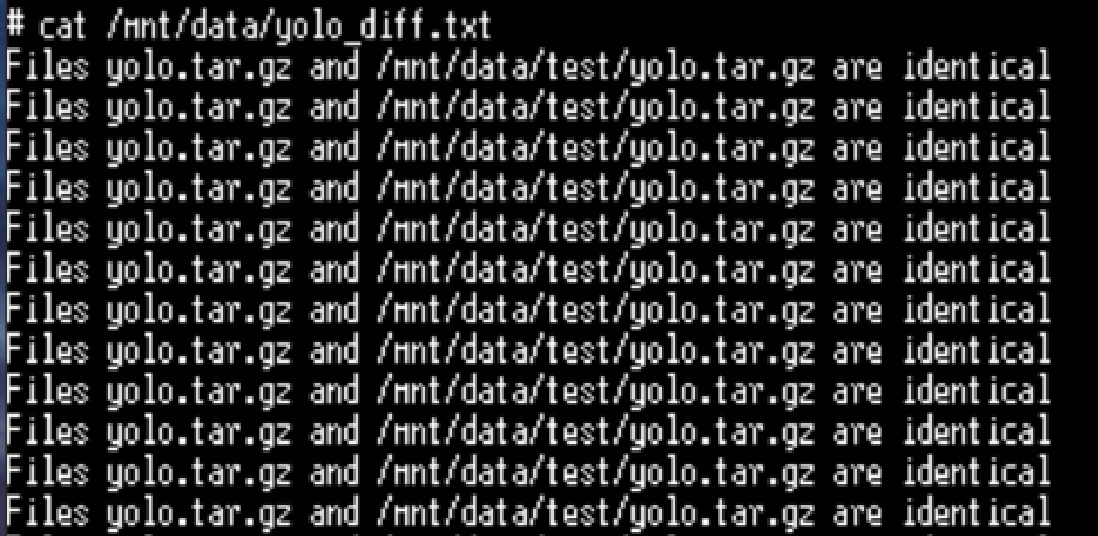 # cat /mnt/data/yolo_diff.txt
Files yolo.tar.gz and /mnt/data/test/yolo.tar.gz are identical
Files yolo.tar.gz and /mnt/data/test/yolo.tar.gz are identical
Files yolo.tar.gz and /mnt/data/test/yolo.tar.gz are identical
Files yolo.tar.gz and /mnt/data/test/yolo.tar.gz are identical
Files yolo.tar.gz and /mnt/data/test/yolo.tar.gz are identical
Files yolo.tar.gz and /mnt/data/test/yolo.tar.gz are identical
Files yolo.tar.gz and /mnt/data/test/yolo.tar.gz are identical
Files yolo.tar.gz and /mnt/data/test/yolo.tar.gz are identical
Files yolo.tar.gz and /mnt/data/test/yolo.tar.gz are identical
Files yolo.tar.gz and /mnt/data/test/yolo.tar.gz are identical
Files yolo.tar.gz and /mnt/data/test/yolo.tar.gz are identical
Files yolo.tar.gz and /mnt/data/test/yolo.tar.gz are identical